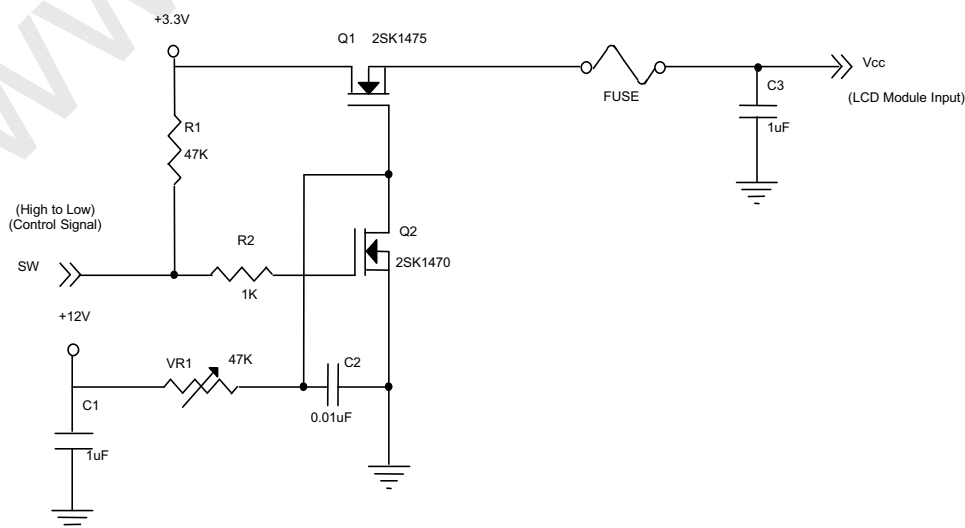 +3.3V
Q1 2SK1475
Vcc
C3
FUSE
(LCD Module Input)
R1
1uF
47K
(High to Low)
(Control Signal)
Q2
R2
SW
2SK1470
1K
+12V
VR1 47K
C2
C1
0.01uF
1uF